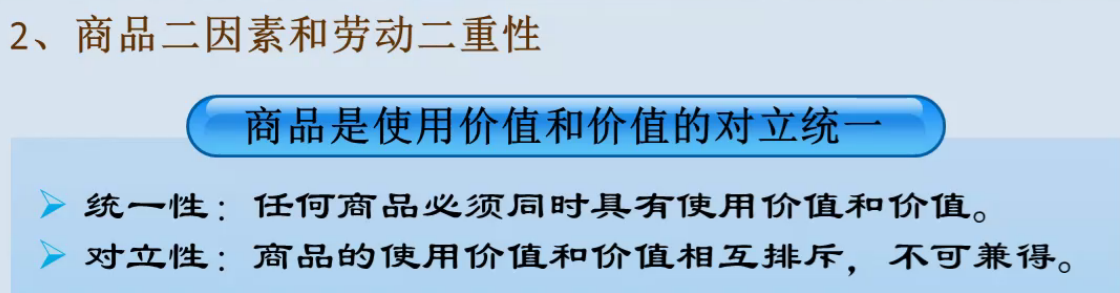 2、商品二因素和劳动二重性
商品是使用价值和价值的对立统一
统一性：任何商品必须同时具有使用价值和价值。
对立性：商品的使用价值和价值相互排斥，不可兼得。